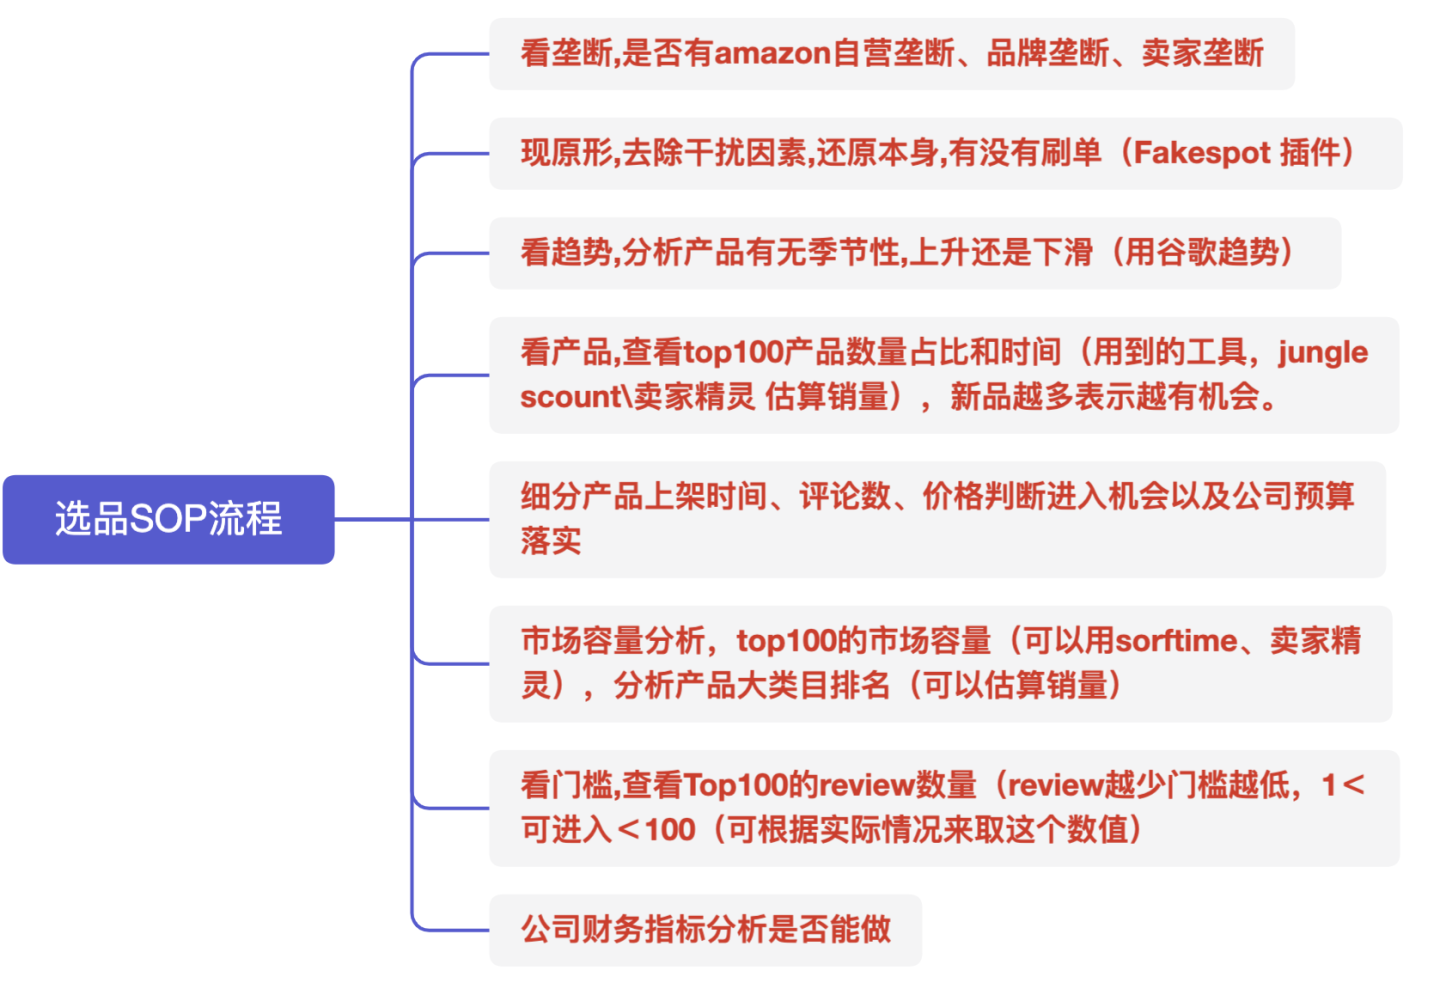 看垄断,是否有amazon自营垄断、品牌垄断、卖家垄断
现原形,去除干扰因素,还原本身,有没有刷单（Fakespot 插件）
看趋势,分析产品有无季节性,上升还是下滑（用谷歌趋势）
看产品,查看top100产品数量占比和时间（用到的工具，jungle
scount\卖家精灵 估算销量），新品越多表示越有机会。
选品SOP流程
细分产品上架时间、评论数、价格判断进入机会以及公司预算
落实
市场容量分析，top100的市场容量（可以用sorftime、卖家精
灵），分析产品大类目排名（可以估算销量）
看门槛,查看Top100的review数量（review越少门槛越低，1＜
可进入＜100（可根据实际情况来取这个数值）
公司财务指标分析是否能做